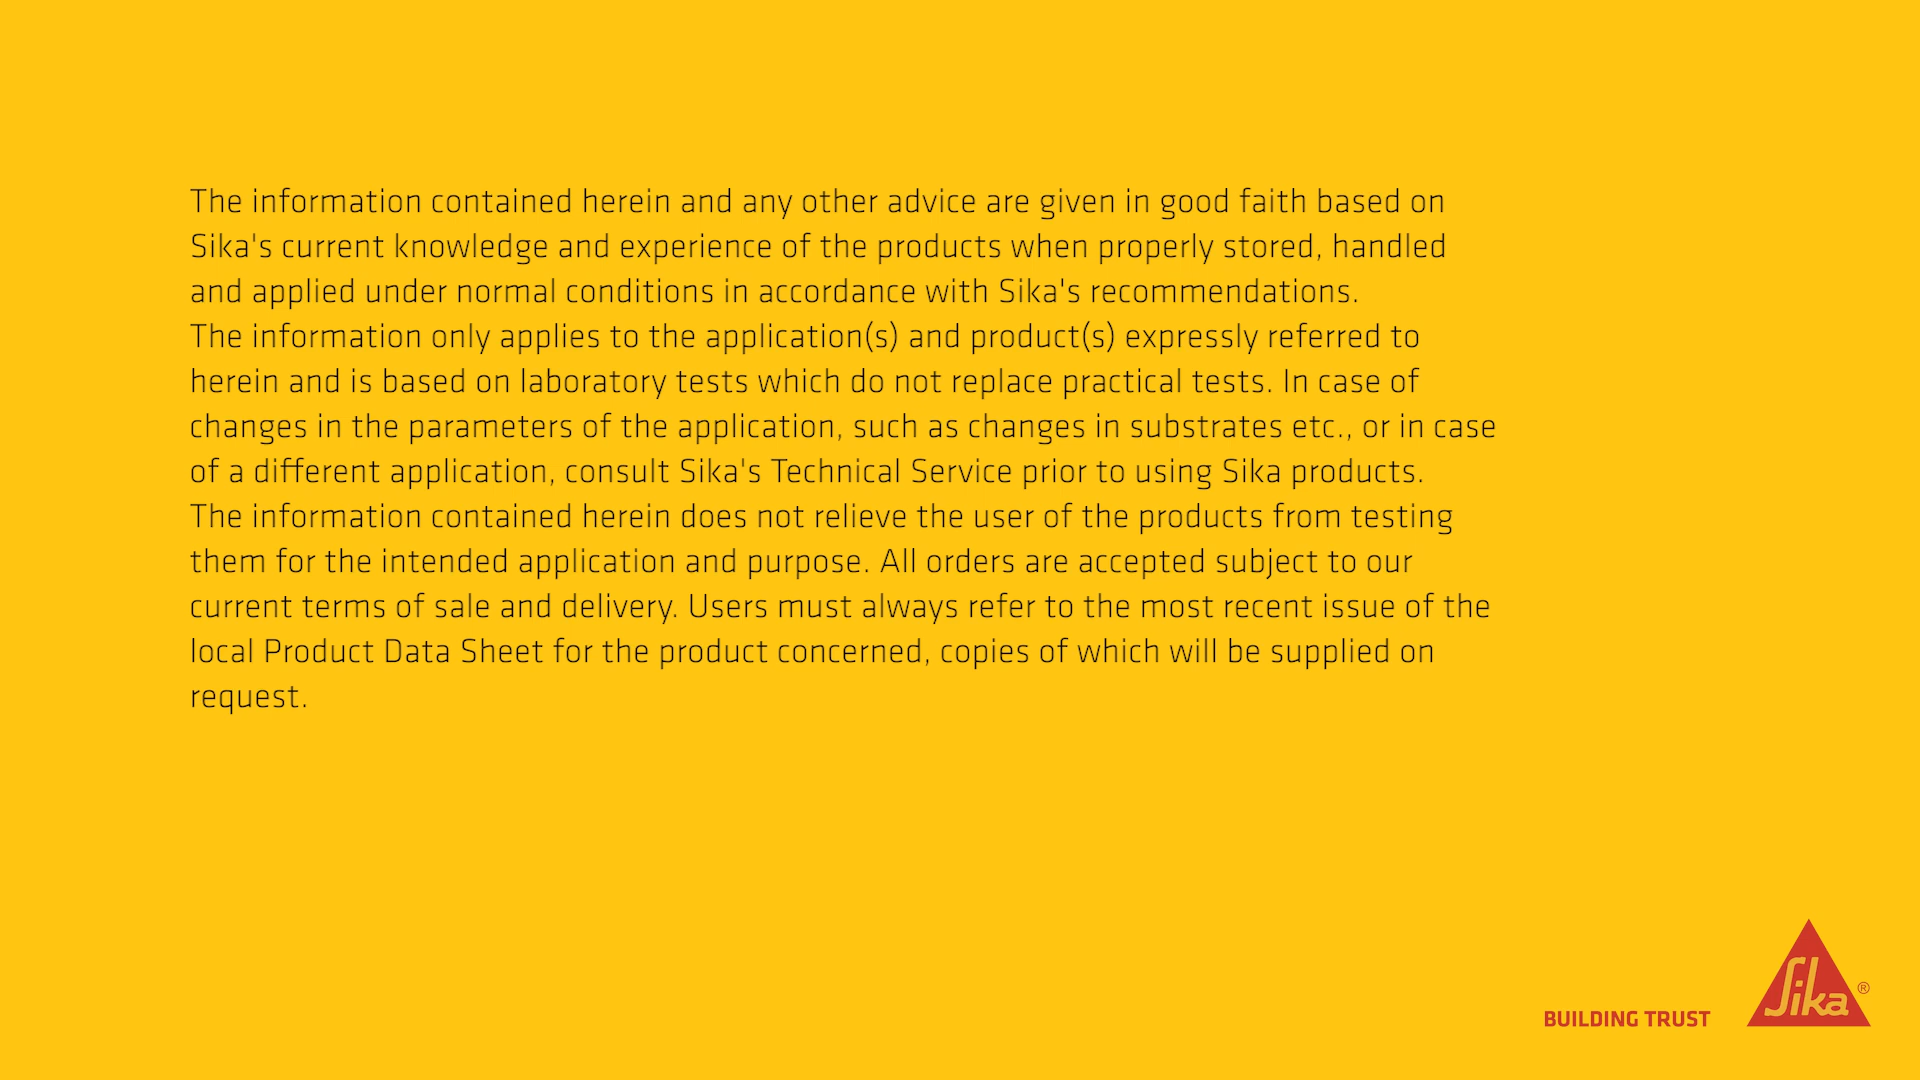 The information contained herein and any other advice are given in good faith based on
Sika's current knowledge and experience of the products when properly stored, handled
and applied under normal conditions in accordance with Sika's recommendations.
The information only applies to the application(s) and product(s) expressly referred to
herein and is based on laboratory tests which do not replace practical tests. In case of
changes in the parameters of the application, such as changes in substrates etc., or in case
of a different application, consult Sika's Technical Service prior to using Sika products.
The information contained herein does not relieve the user of the products from testing
them for the intended application and purpose. All orders are accepted subject to our
current terms of sale and delivery. Users must always refer to the most recent issue of the
local Product Data Sheet for the product concerned, copies of which will be supplied on
request.
BUILDING TRUST
Sika®